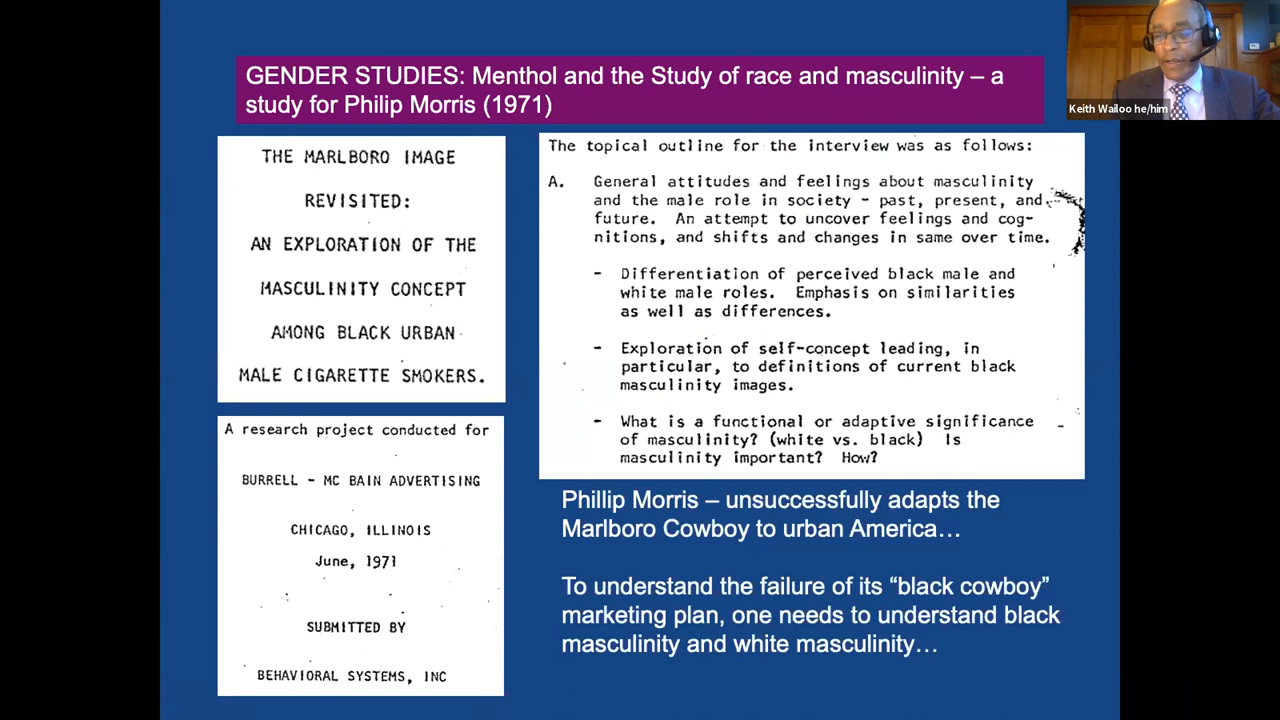 GENDER STUDIES: Menthol and the Study of race and masculinity – a
study for Philip Morris (1971)
THE MARLBORO IMAGE
REVISITED:
AN EXPLORATION OF THE
MASCULINITY CONCEPT
AMONG BLACK URBAN
MALE CIGARETTE SMOKERS.
A research project conducted for
BURRELL - MC BAIN ADVERTISING
CHICAGO, ILLINOIS
June, 1971
SUBMITTED BY
BEHAVIORAL SYSTEMS, INC
The topical outline for the interview was as follows:
A. General attitudes and feelings about masculinity
and the male role in society - past, present, and
future. An attempt to uncover feelings and cog-
nitions, and shifts and changes in same over time.
- Differentiation of perceived black male and
white male roles. Emphasis on similarities
as well as differences.
- Exploration of self-concept leading, in
particular, to definitions of current black
masculinity images.
- What is a functional or adaptive significance
of masculinity? (white vs. black) Is
masculinity important? How?
Phillip Morris – unsuccessfully adapts the
Marlboro Cowboy to urban America…
To understand the failure of its “black cowboy”
marketing plan, one needs to understand black
masculinity and white masculinity…
Keith Wailoo he/him